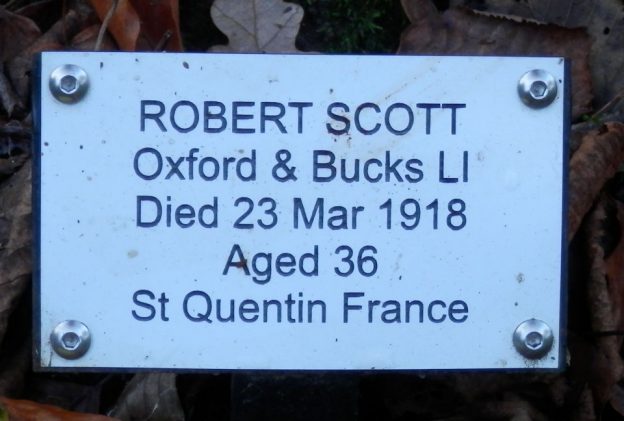 ROBERT SCOTT
Oxford & Bucks LI
Died 23 Mar 1918
Aged 36
St Quentin France